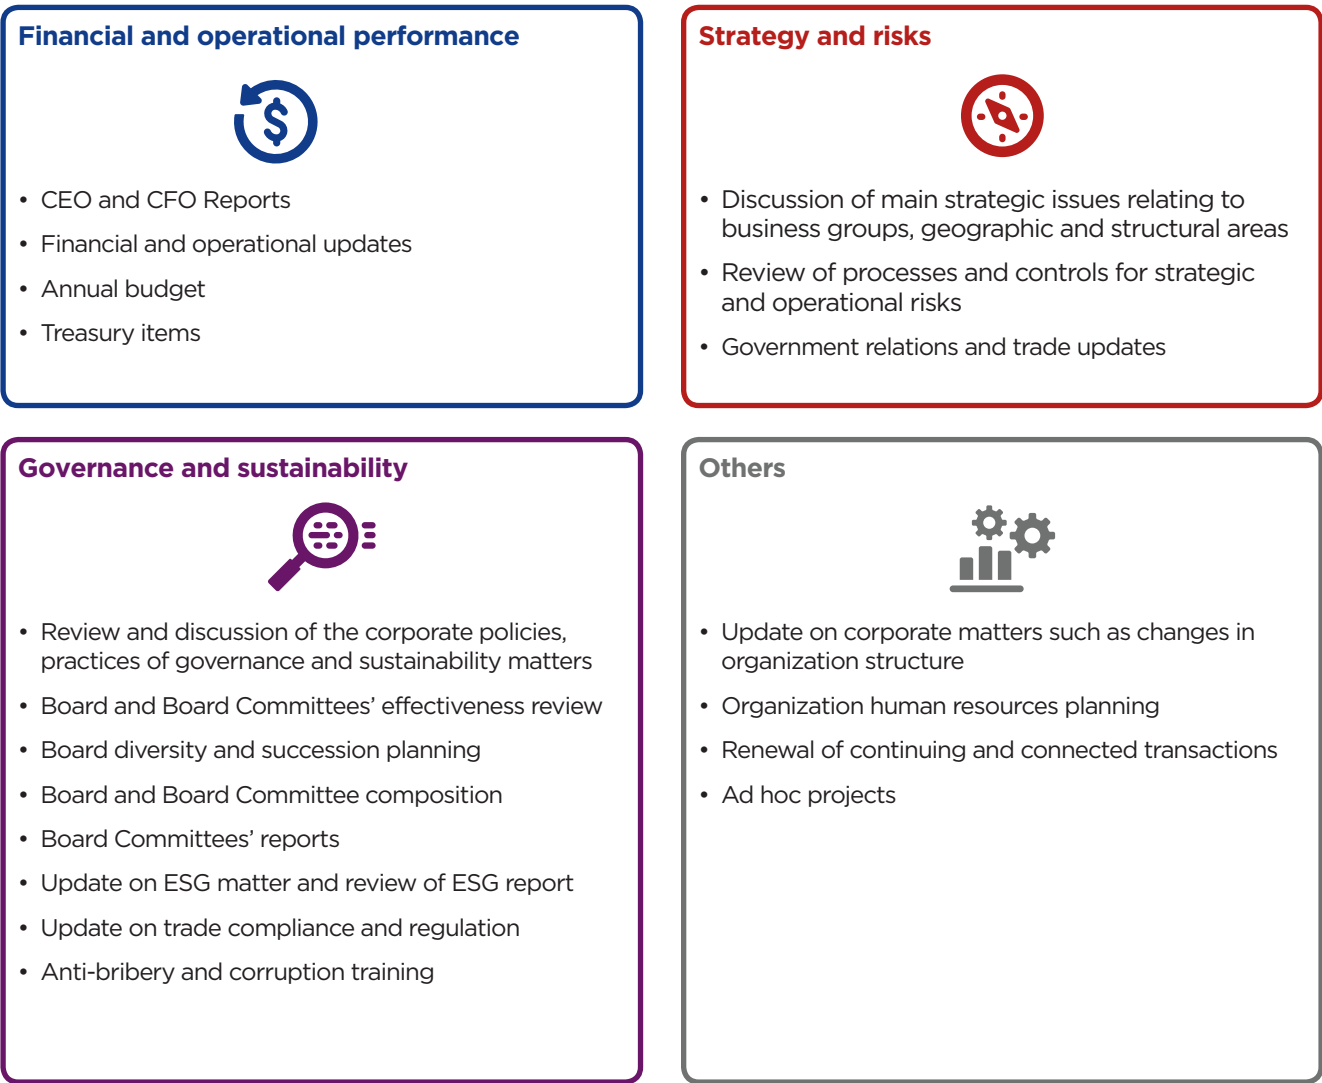 Financial and operational performance
• CEO and CFO Reports
• Financial and operational updates
• Annual budget
• Treasury items
Strategy and risks
• Discussion of main strategic issues relating to
business groups, geographic and structural areas
• Review of processes and controls for strategic
and operational risks
• Government relations and trade updates
Governance and sustainability
• Review and discussion of the corporate policies,
practices of governance and sustainability matters
• Board and Board Committees’ effectiveness review
• Board diversity and succession planning
• Board and Board Committee composition
• Board Committees’ reports
• Update on ESG matter and review of ESG report
• Update on trade compliance and regulation
• Anti-bribery and corruption training
Others
• Update on corporate matters such as changes in
organization structure
• Organization human resources planning
• Renewal of continuing and connected transactions
• Ad hoc projects